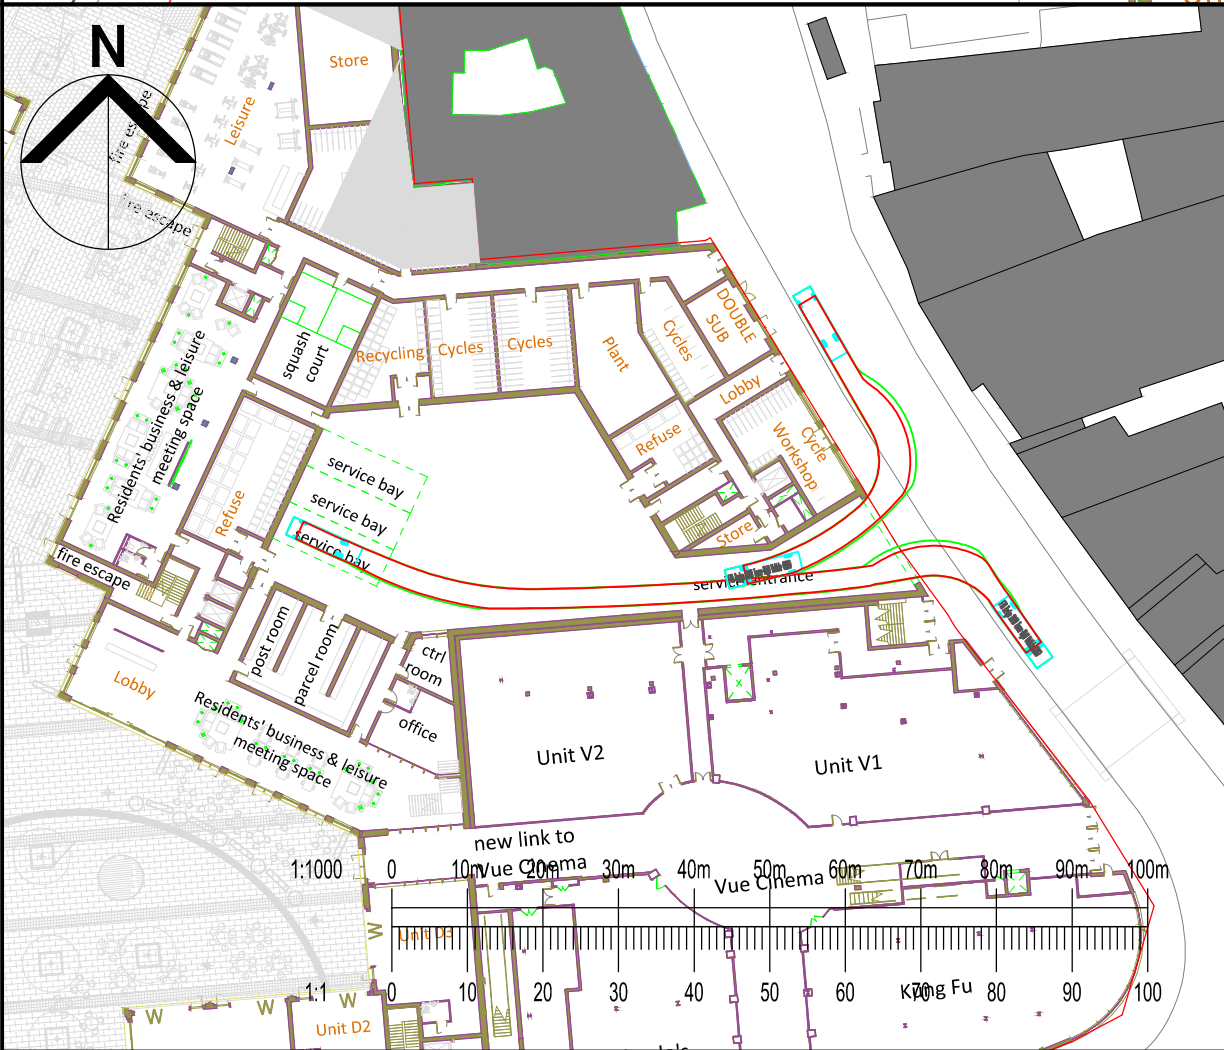 N
fire escape
fire escape
Leisure
Store
squash
court
Recycling
Cycles
Cycles
Plant
Cycles
DOUBLE
SUB
Lobby
Cycle
Workshop
Refuse
Store
Residents' business & leisure
meeting space
Refuse
service bay
service bay
service bay
service entrance
fire escape
post room
parcel room
ctrl
room
office
Lobby
Residents' business & leisure
meeting space
Unit V2
Unit V1
new link to
Vue Cinema
Vue Cinema
1:1000 0 10m 20m 30m 40m 50m 60m 70m 80m 90m 100m
W
Unit D3
1:1 0 10 20 30 40 50 60 70 80 90 100
Kung Fu
W W W
Unit D2